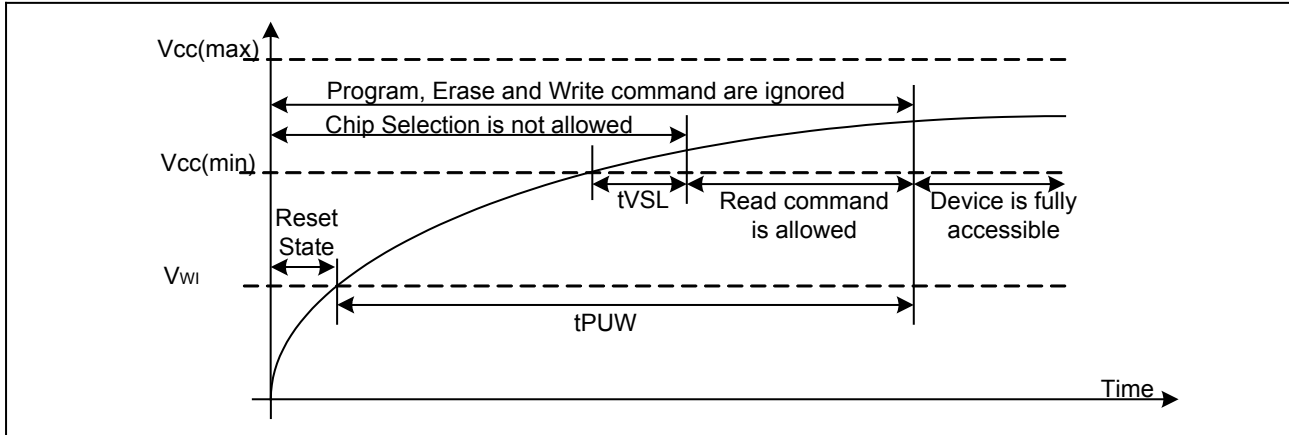 Vcc(max)
Program, Erase and Write command are ignored
Chip Selection is not allowed
Vcc(min)
tVSL
Read command
is allowed
Device is fully
accessible
Reset
State
VWI
tPUW
Time